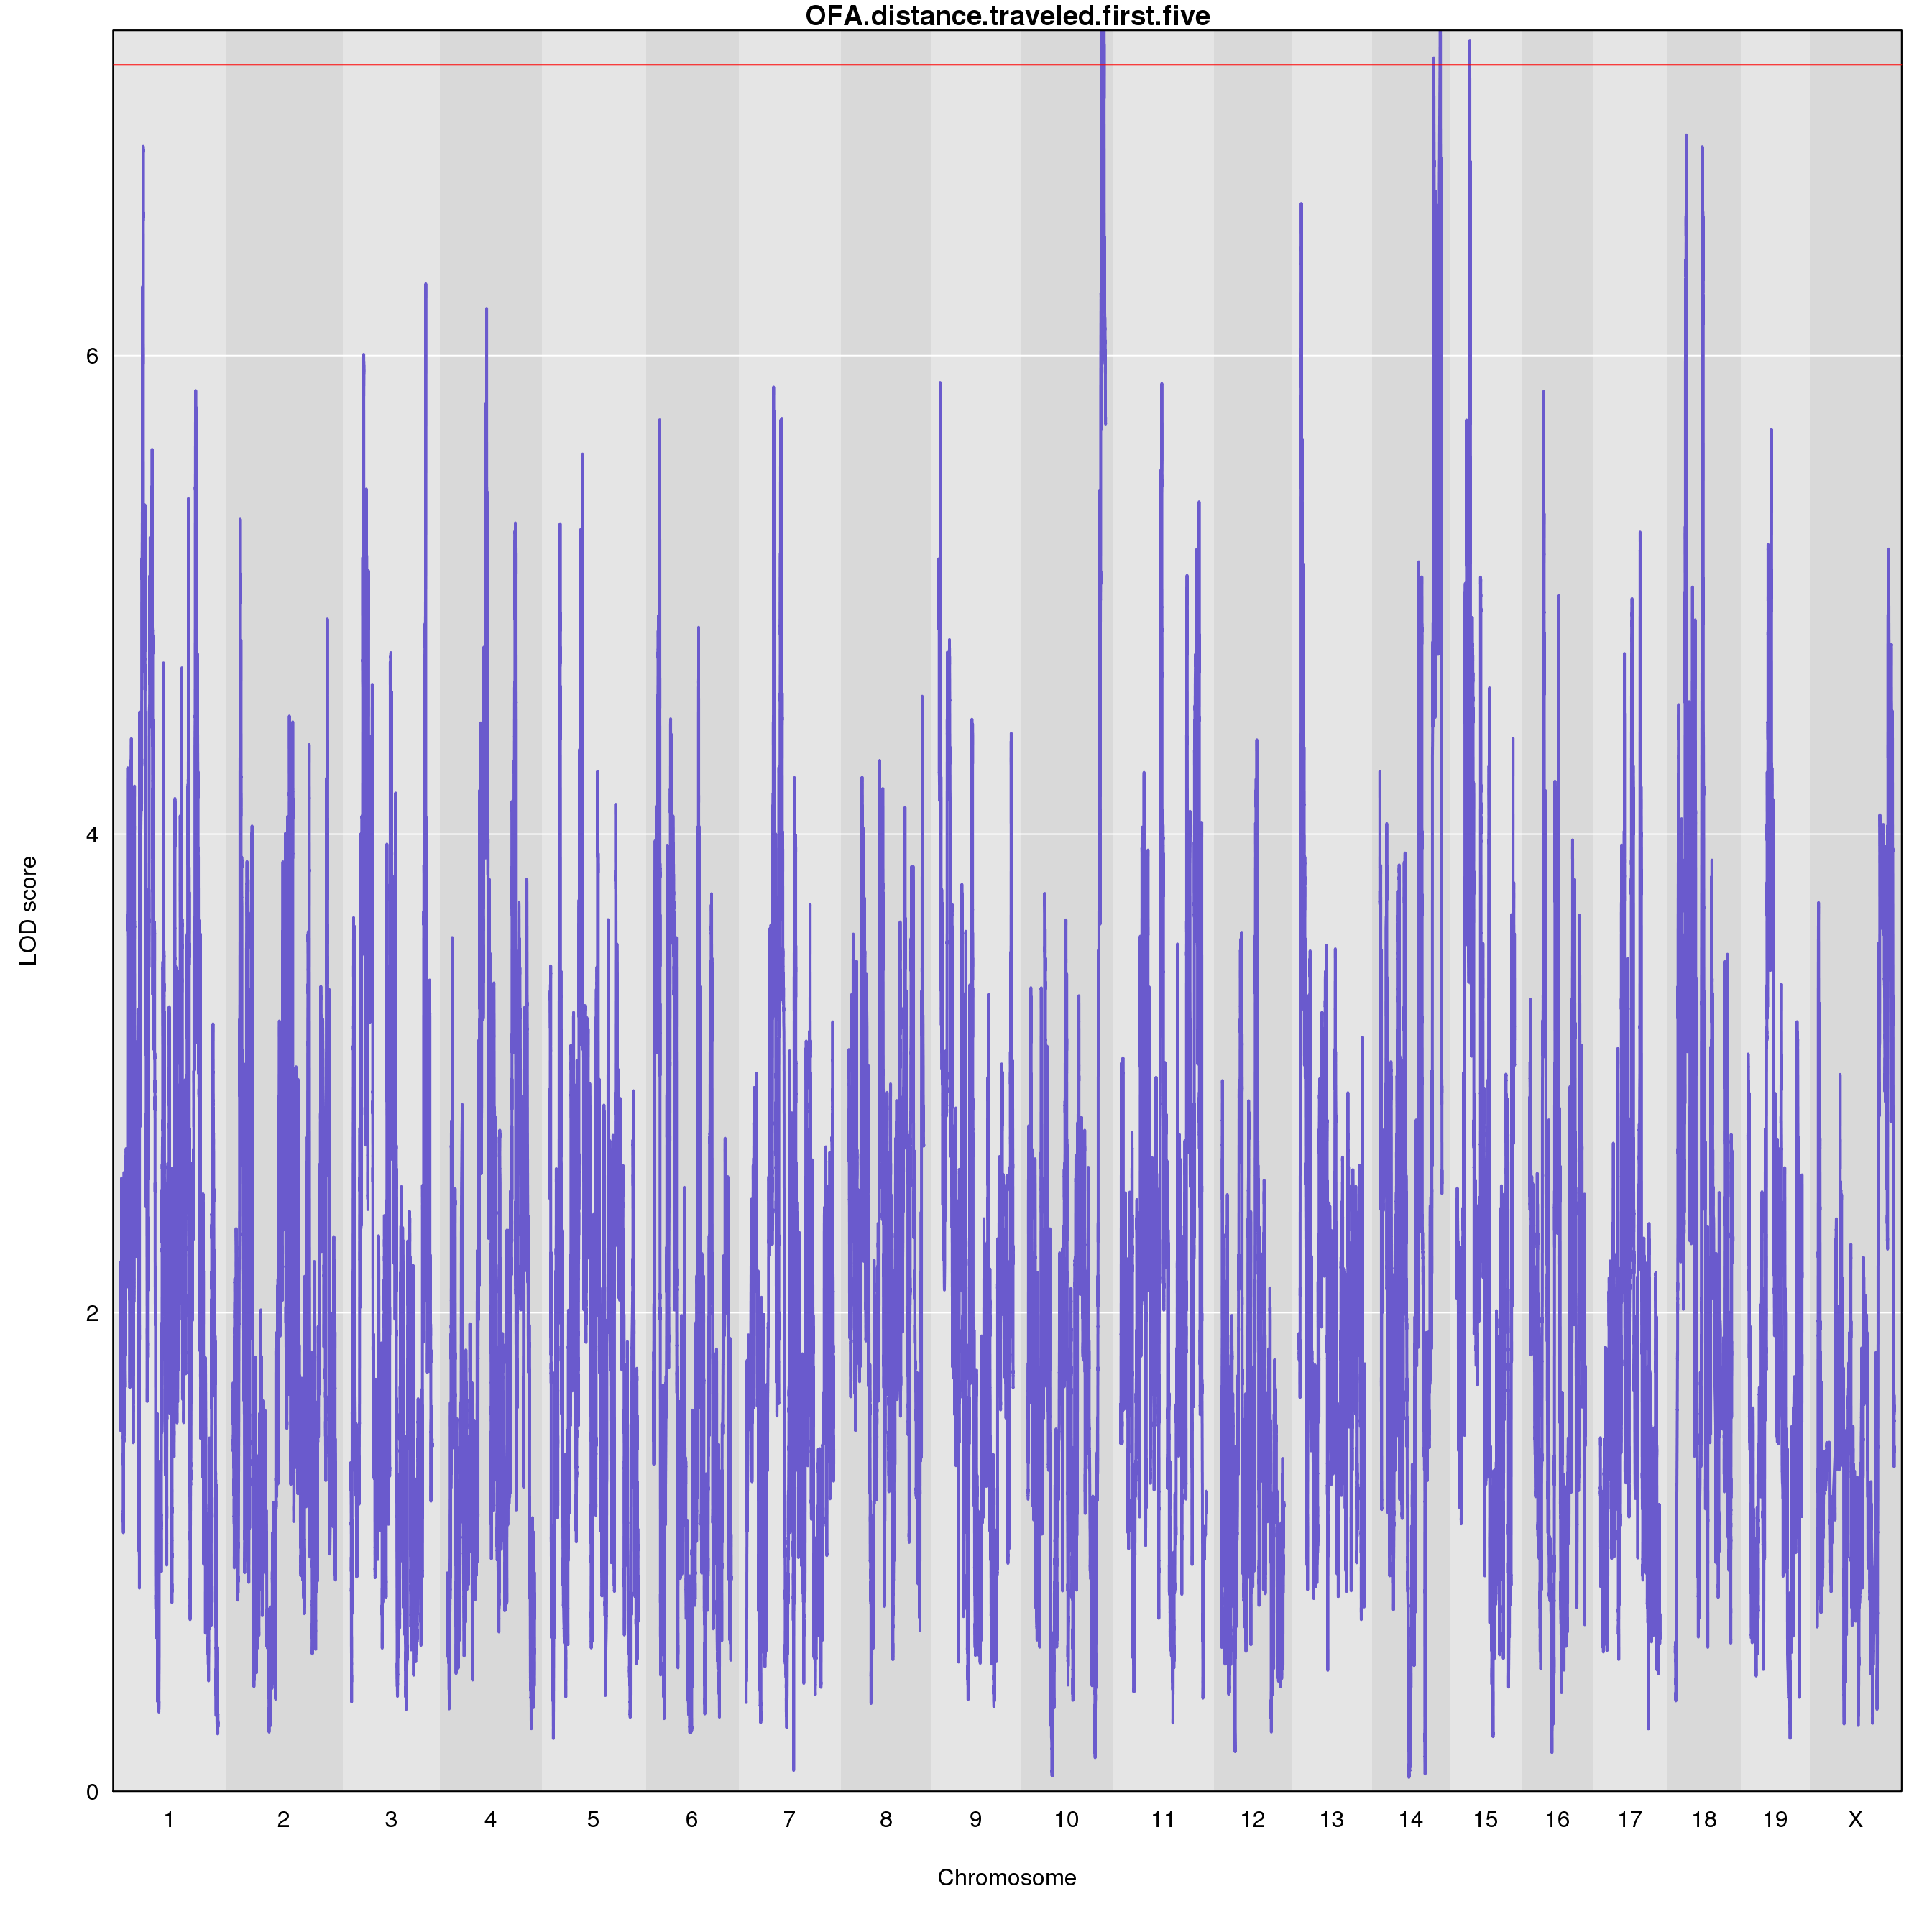 OFA.distance.traveled.first.five
6
4
2
0
LOD score
1 2 3 4 5 6 7 8 9 10 11 12 13 14 15 16 17 18 19 X
Chromosome